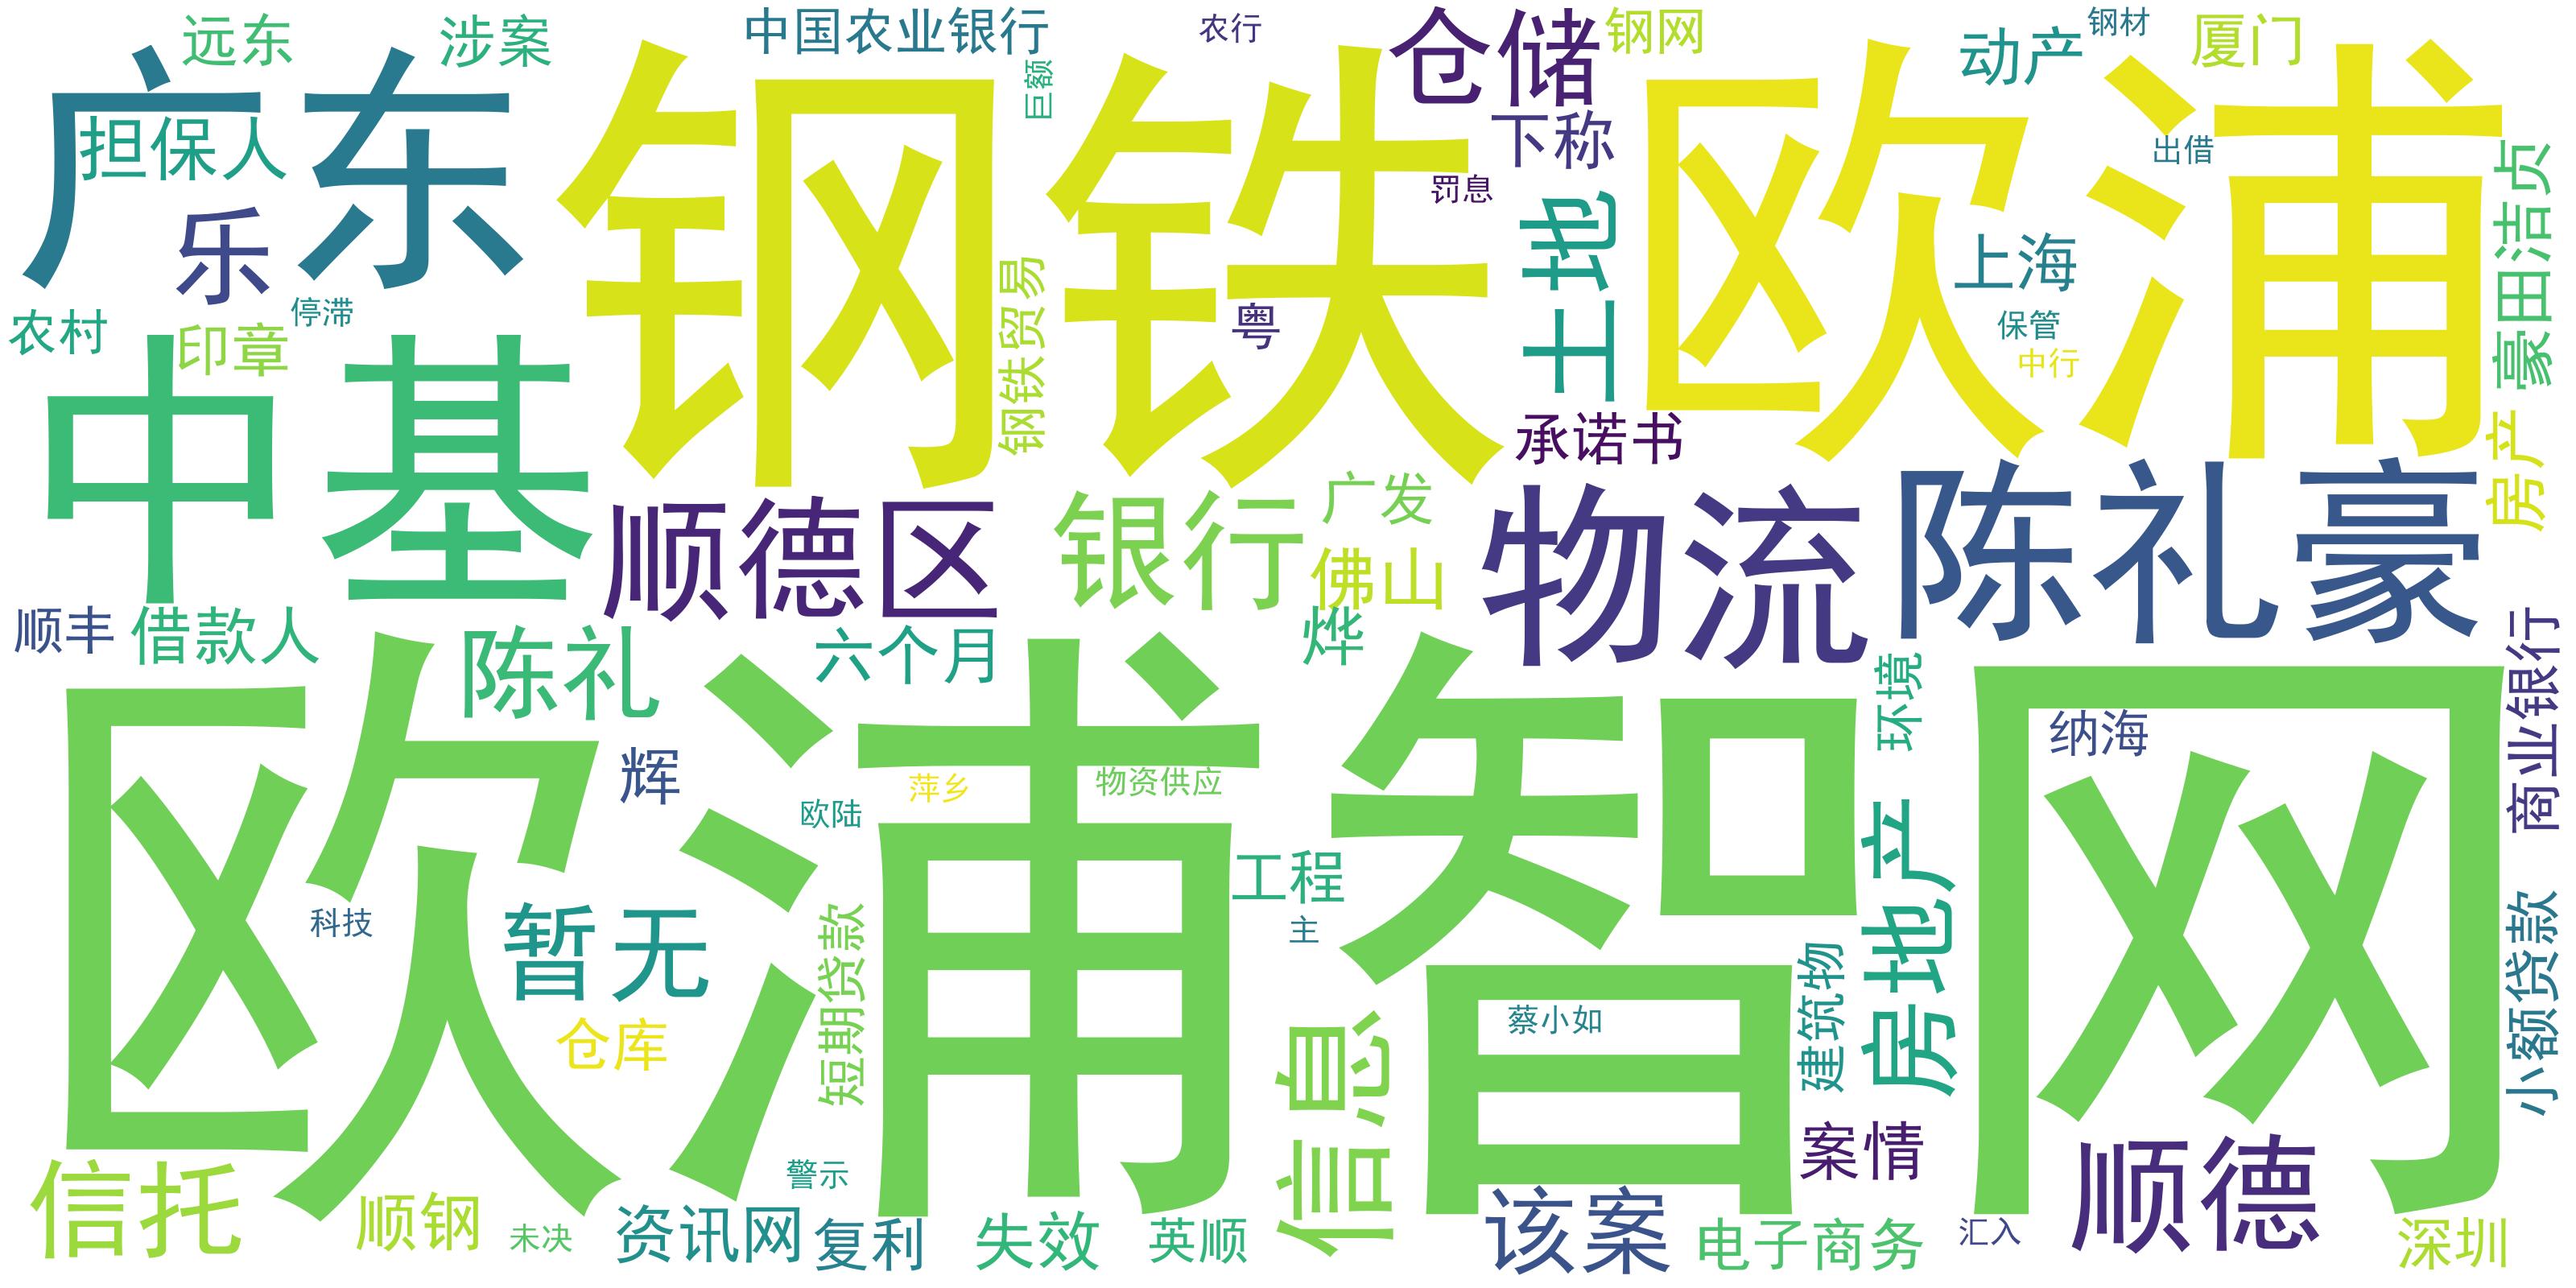 远东
涉案
中国农业银行
农行
仓储
钢网
动产
钢材
厦门
广东
钢铁
欧浦
巨额
担保人
下称
出借
豪田洁贞
罚息
土地
乐
上海
钢铁贸易
停滞
粤
保管
农村
印章
中行
中基
承诺书
房产
陈礼豪
广发
顺德区
银行
物流
佛山
顺丰
借款人
陈礼
六个月
烨
商业银行
欧浦智网
环境
纳海
辉
萍乡
物资供应
欧陆
房地产
工程
小额贷款
暂无
科技
短期贷款
主
建筑物
仓库
蔡小如
信息
案情
顺德
信托
警示
顺钢
未决
资讯网
复利
失效
英顺
该案
电子商务
汇入
深圳